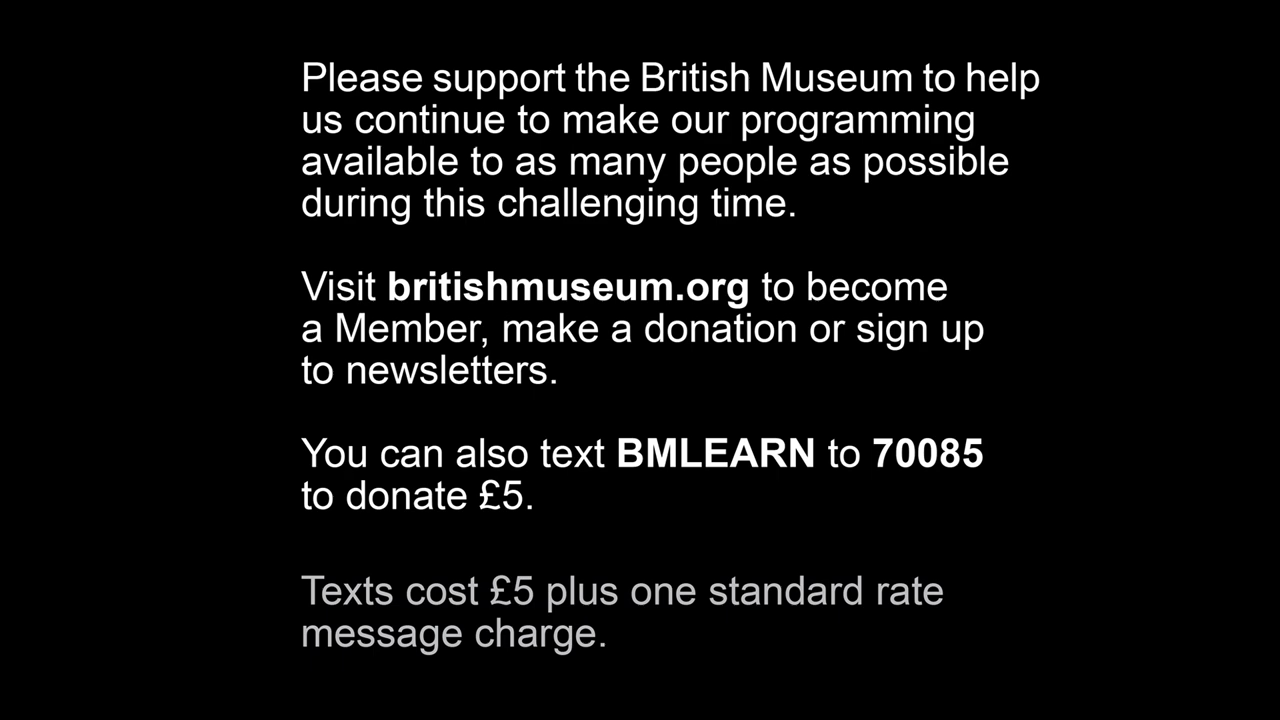 Please support the British Museum to help
us continue to make our programming
available to as many people as possible
during this challenging time.
Visit britishmuseum.org to become
a Member, make a donation or sign up
to newsletters.
You can also text BMLEARN to 70085
to donate £5.
Texts cost £5 plus one standard rate
message charge.